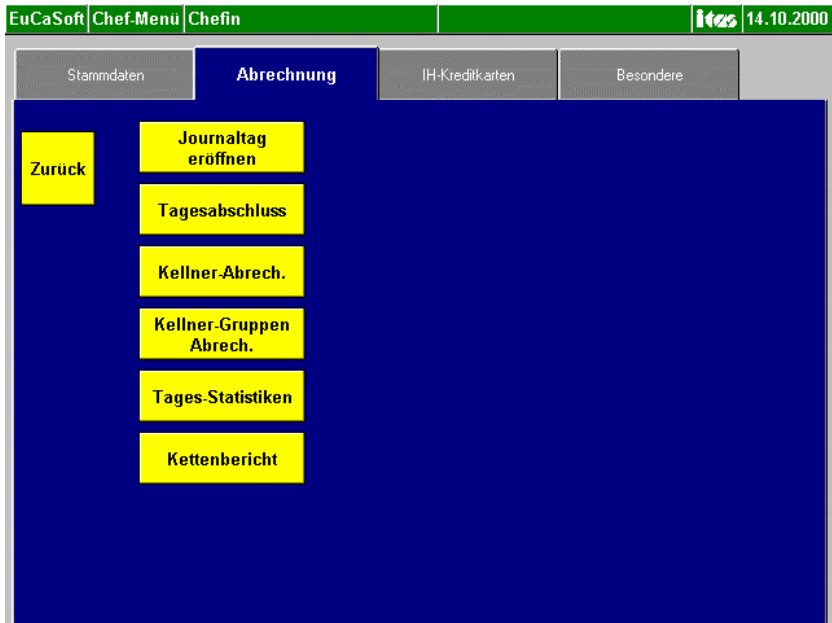 EuCaSoft Chef-Menü Chefin itas 14.10.2000
Stammdaten Abrechnung IH-Kreditkarten Besondere
Zurück
Journaltag
eröffnen
Tagesabschluss
Kellner-Abrech.
Kellner-Gruppen
Abrech.
Tages-Statistiken
Kettenbericht